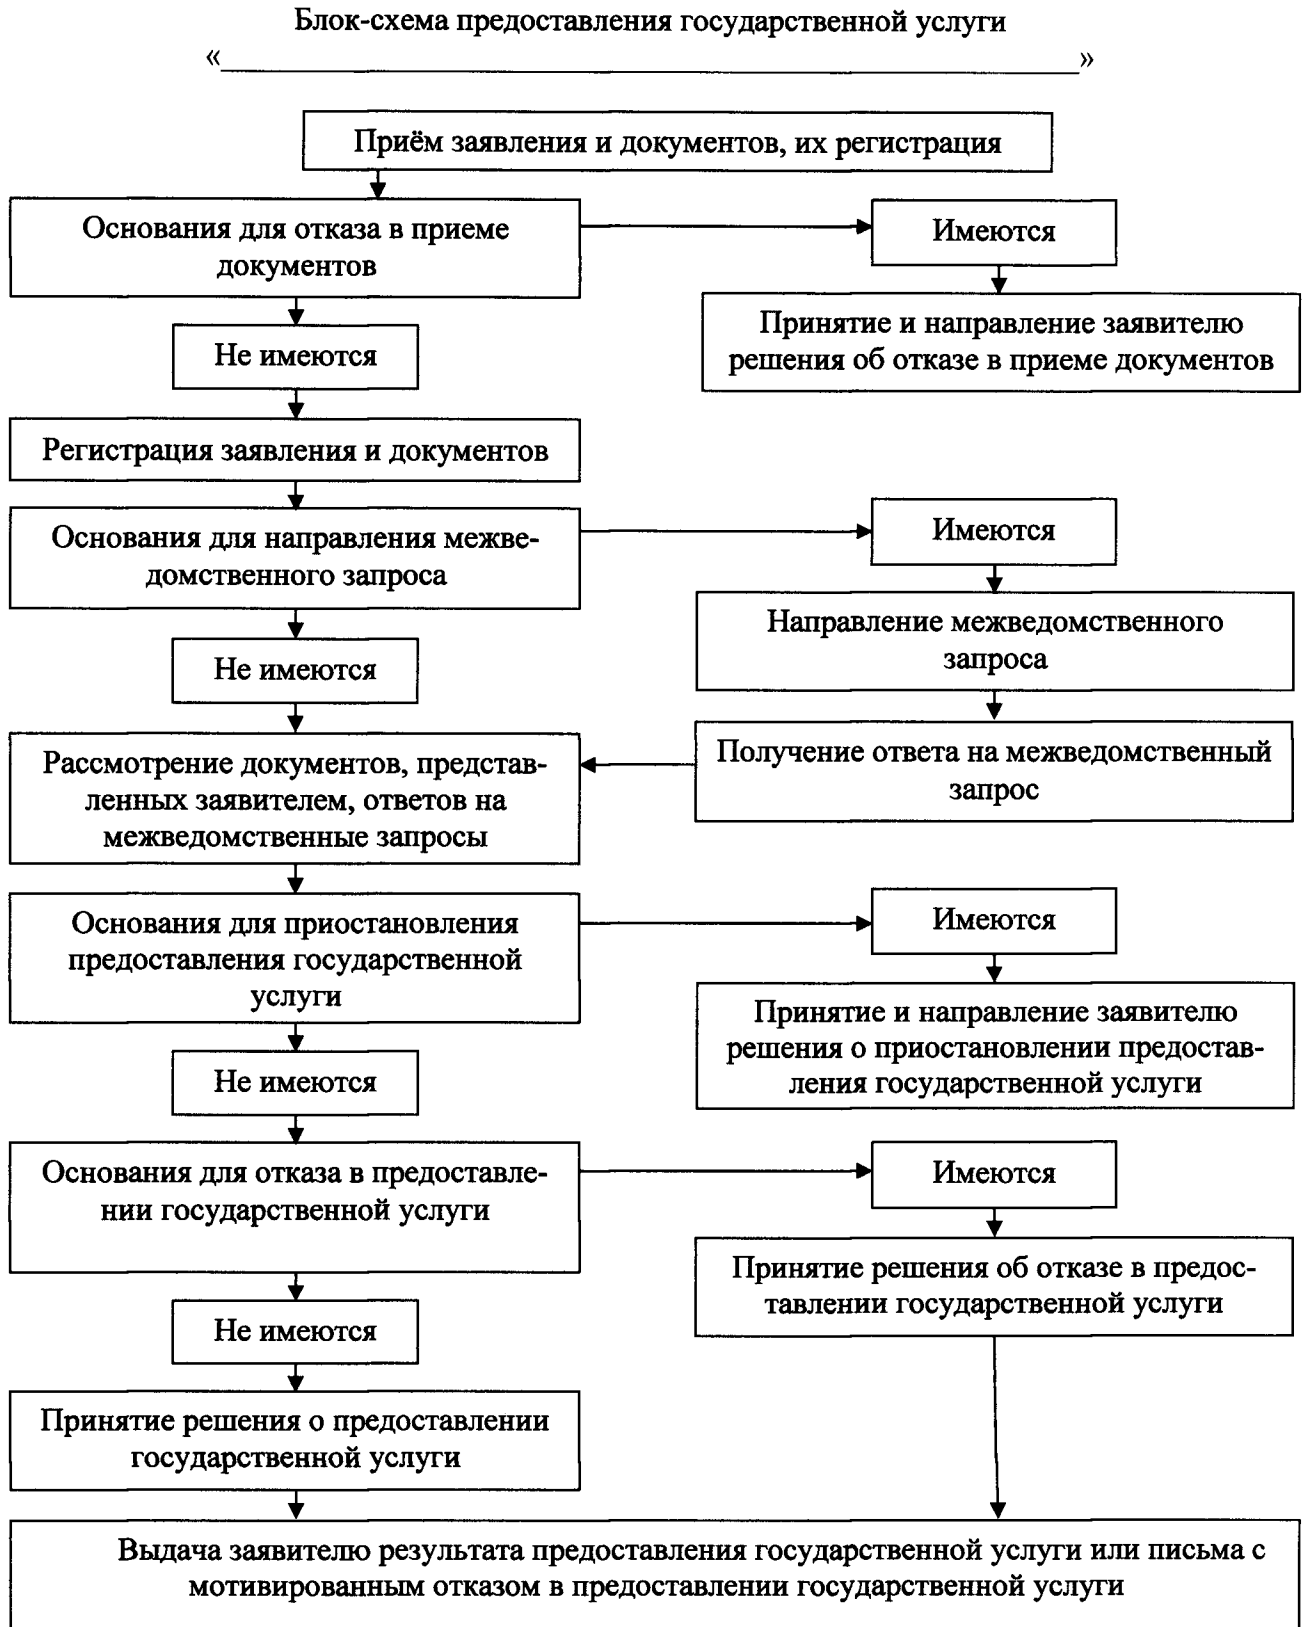 Блок-схема предоставления государственной услуги
«______________________________»
Приём заявления и документов, их регистрация
Основания для отказа в приеме
документов
Имеются
Принятие и направление заявителю
решения об отказе в приеме документов
Не имеются
Регистрация заявления и документов
Основания для направления межве-
домственного запроса
Имеются
Направление межведомственного
запроса
Не имеются
Получение ответа на межведомственный
запрос
Рассмотрение документов, представ-
ленных заявителем, ответов на
межведомственные запросы
Основания для приостановления
предоставления государственной
услуги
Имеются
Принятие и направление заявителю
решения о приостановлении предостав-
ления государственной услуги
Не имеются
Основания для отказа в предоставле-
нии государственной услуги
Имеются
Принятие решения об отказе в предос-
тавлении государственной услуги
Не имеются
Принятие решения о предоставлении
государственной услуги
Выдача заявителю результата предоставления государственной услуги или письма с
мотивированным отказом в предоставлении государственной услуги